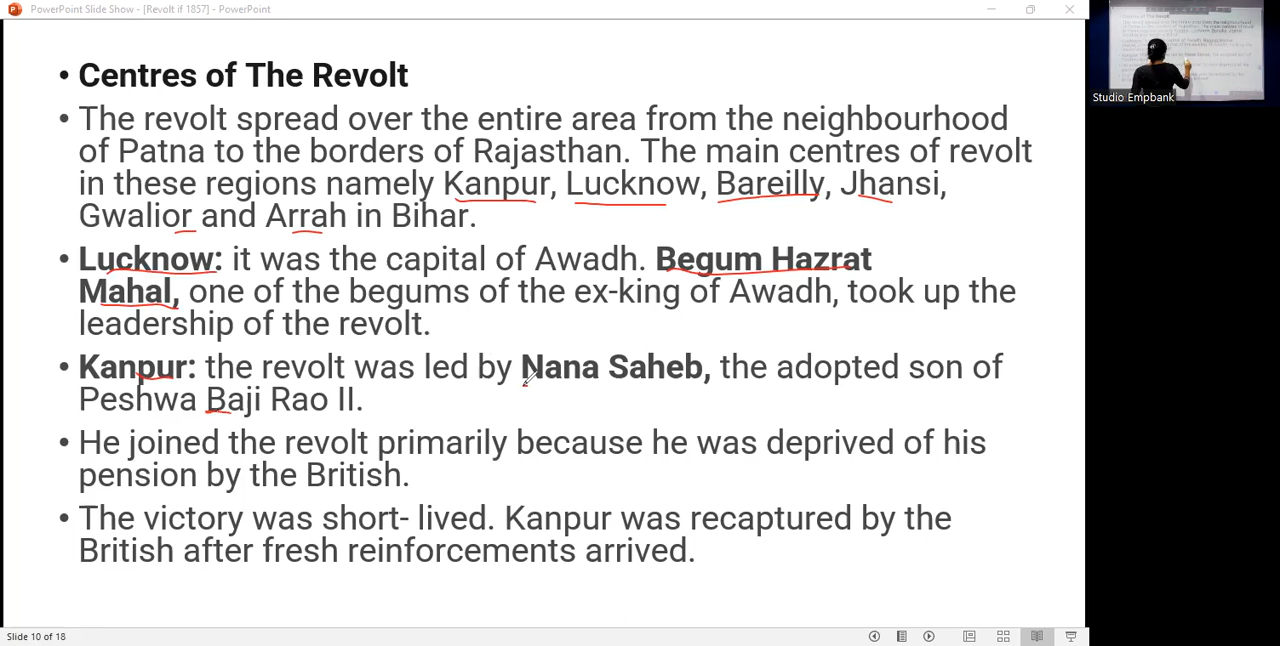 PowerPoint Slide Show - [Revolt if 1857] - PowerPoint
• Centres of The Revolt
• The revolt spread over the entire area from the neighbourhood
of Patna to the borders of Rajasthan. The main centres of revolt
in these regions namely Kanpur, Lucknow, Bareilly, Jhansi,
Gwalior and Arrah in Bihar.
• Lucknow: it was the capital of Awadh. Begum Hazrat
Mahal, one of the begums of the ex-king of Awadh, took up the
leadership of the revolt.
• Kanpur: the revolt was led by Nana Saheb, the adopted son of
Peshwa Baji Rao II.
• He joined the revolt primarily because he was deprived of his
pension by the British.
• The victory was short- lived. Kanpur was recaptured by the
British after fresh reinforcements arrived.
Slide 10 of 18
Studio Empbank